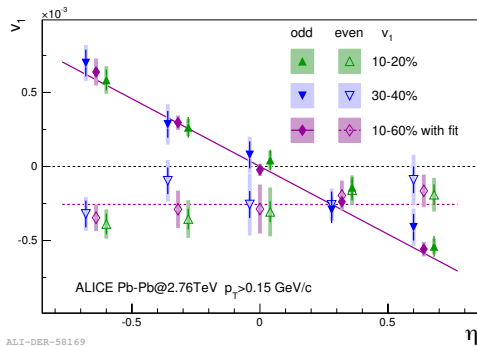 ×10⁻³
v₁
odd even v₁
10-20%
30-40%
10-60% with fit
0.5
0
-0.5
ALICE Pb-Pb@2.76TeV p_T>0.15 GeV/c
-0.5 0 0.5
η
ALI-DER-58169